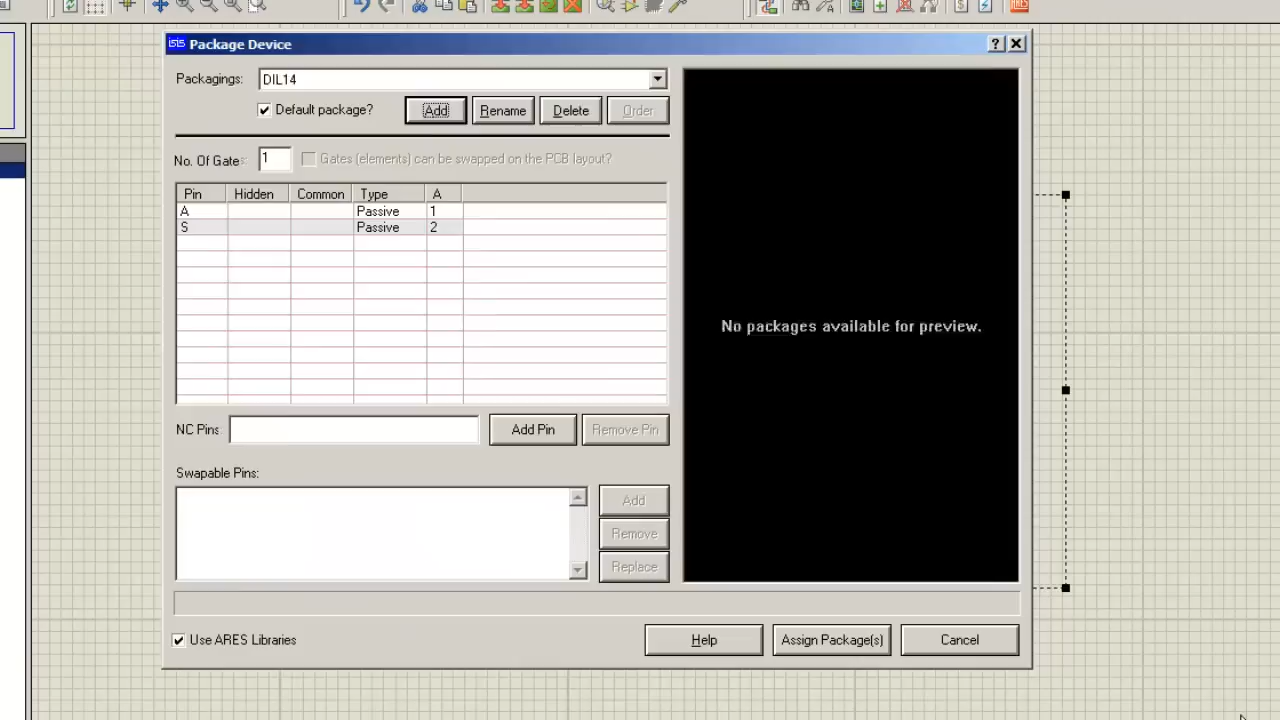 ISIS Package Device ?
Packagings: DIL14
Default package? Add Rename Delete Order
No. Of Gates: 1 Gates (elements) can be swapped on the PCB layout?
Pin Hidden Common Type A
A Passive 1
S Passive 2
No packages available for preview.
NC Pins: Add Pin Remove Pin
Swapable Pins:
Add
Remove
Replace
Use ARES Libraries
Help Assign Package(s) Cancel